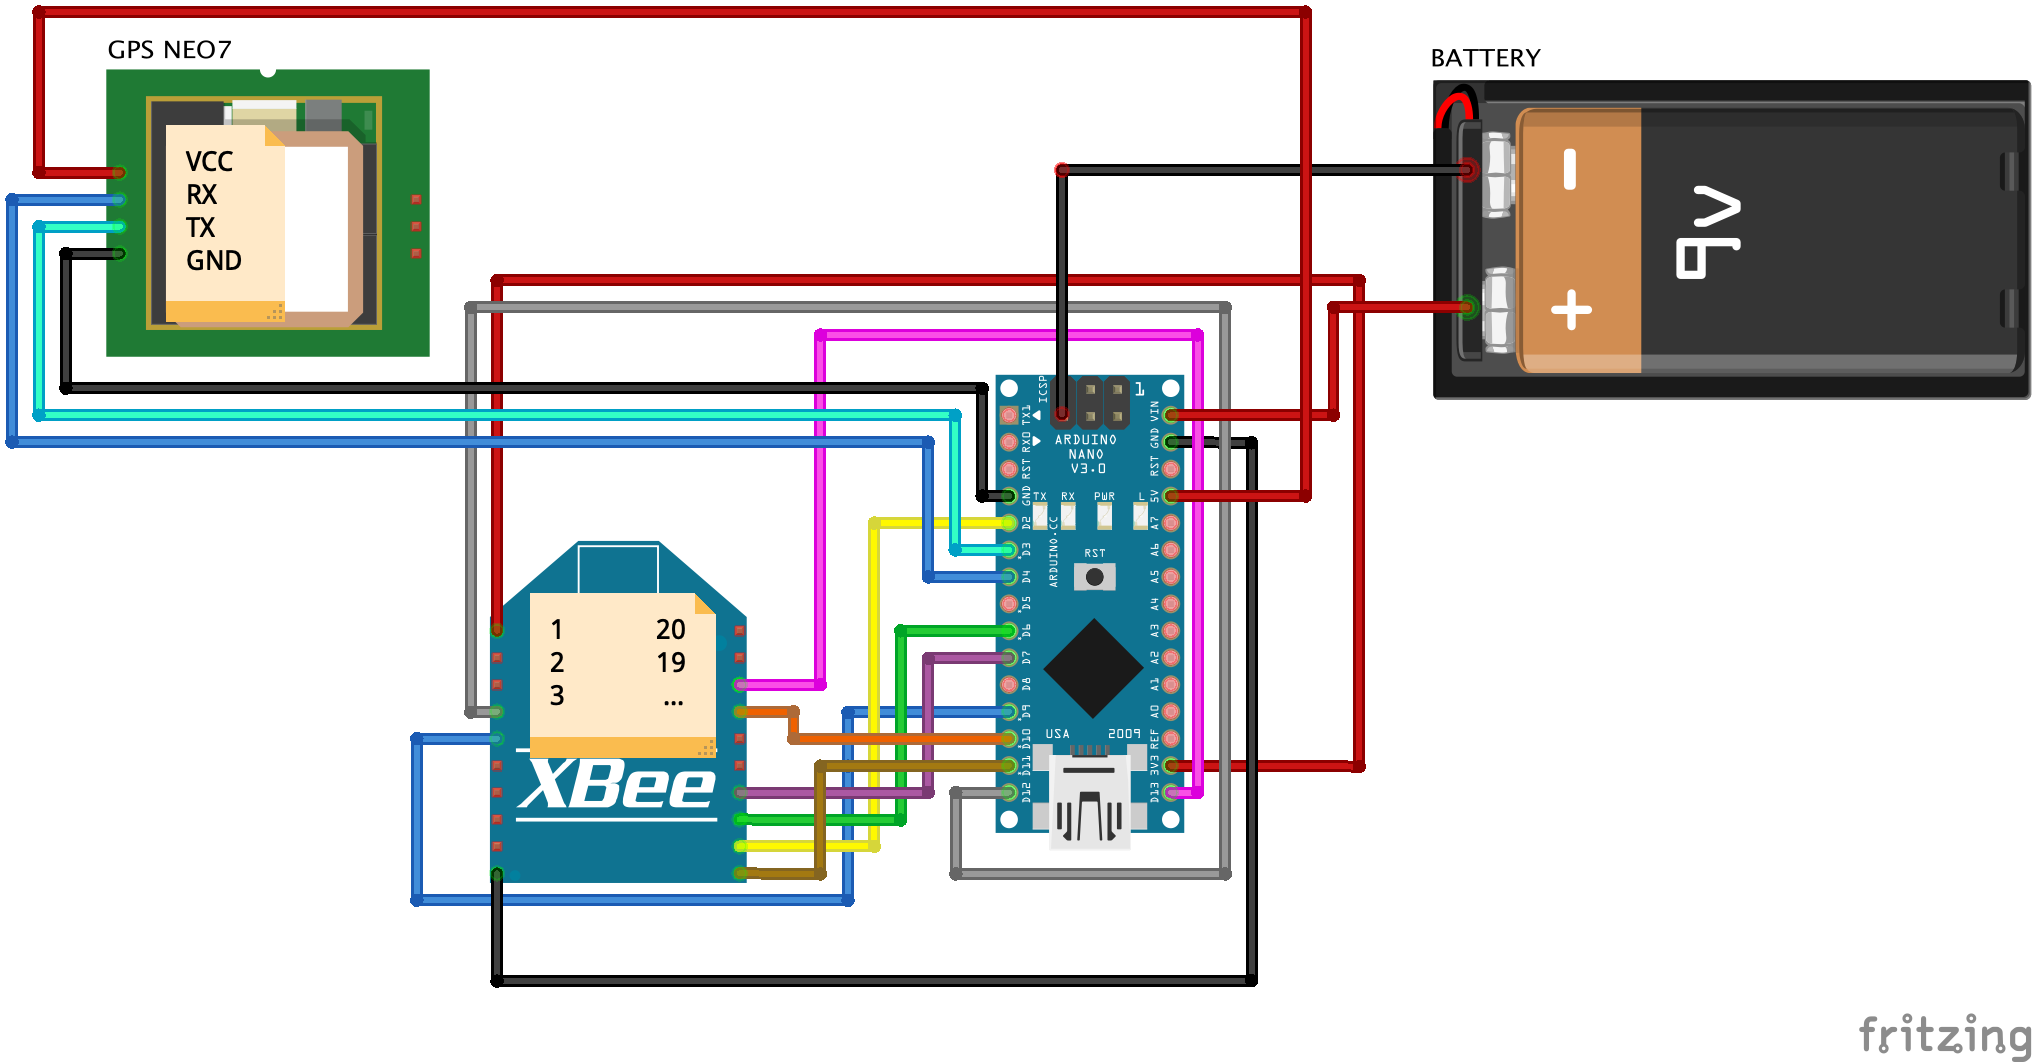 GPS NEO7
VCC
RX
TX
GND
BATTERY
-
+
9V
1 20
2 19
3 ...
XBee
ICSP
1
TX1
RX0
RST
GND
D2
D3
D4
D5
D6
D7
D8
D9
D10
D11
D12
ARDUINO
NANO
V3.0
TX RX PWR L
ARDUINO.CC
RST
USA 2009
VIN
GND
RST
5V
A7
A6
A5
A4
A3
A2
A1
A0
REF
3V3
D13
fritzing